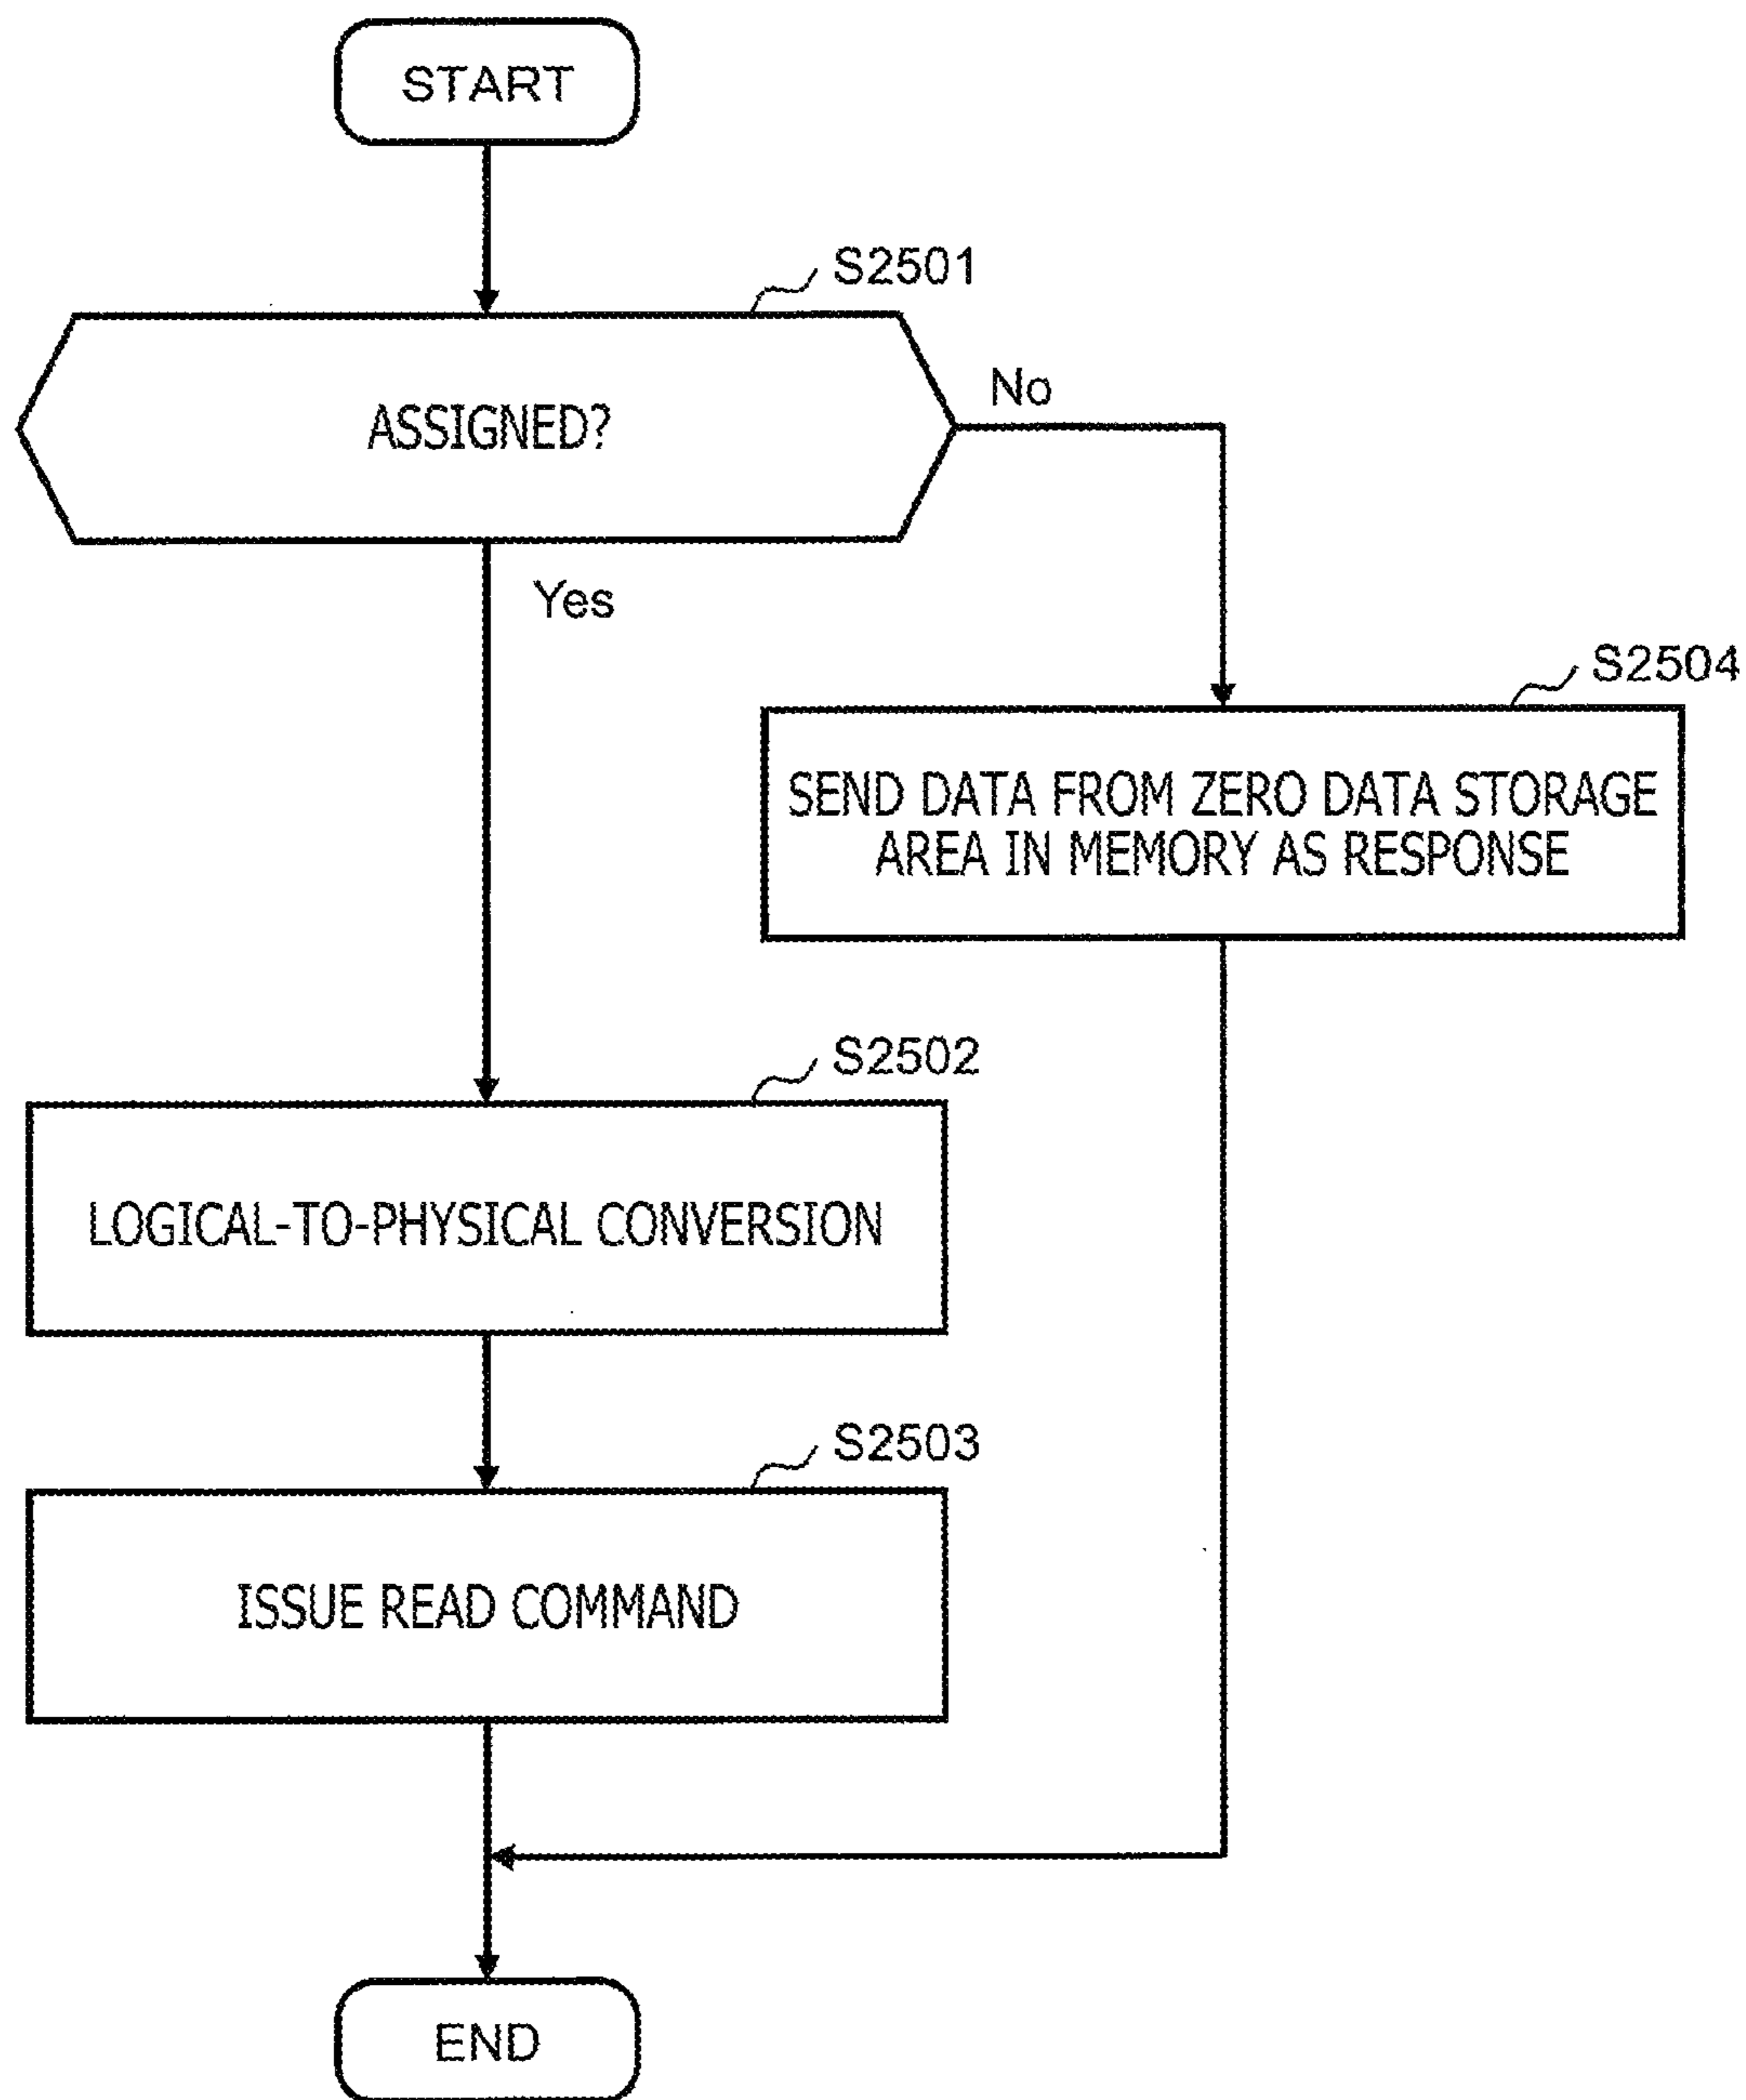 START
S2501
ASSIGNED?
No
Yes
S2504
SEND DATA FROM ZERO DATA STORAGE
AREA IN MEMORY AS RESPONSE
S2502
LOGICAL-TO-PHYSICAL CONVERSION
S2503
ISSUE READ COMMAND
END